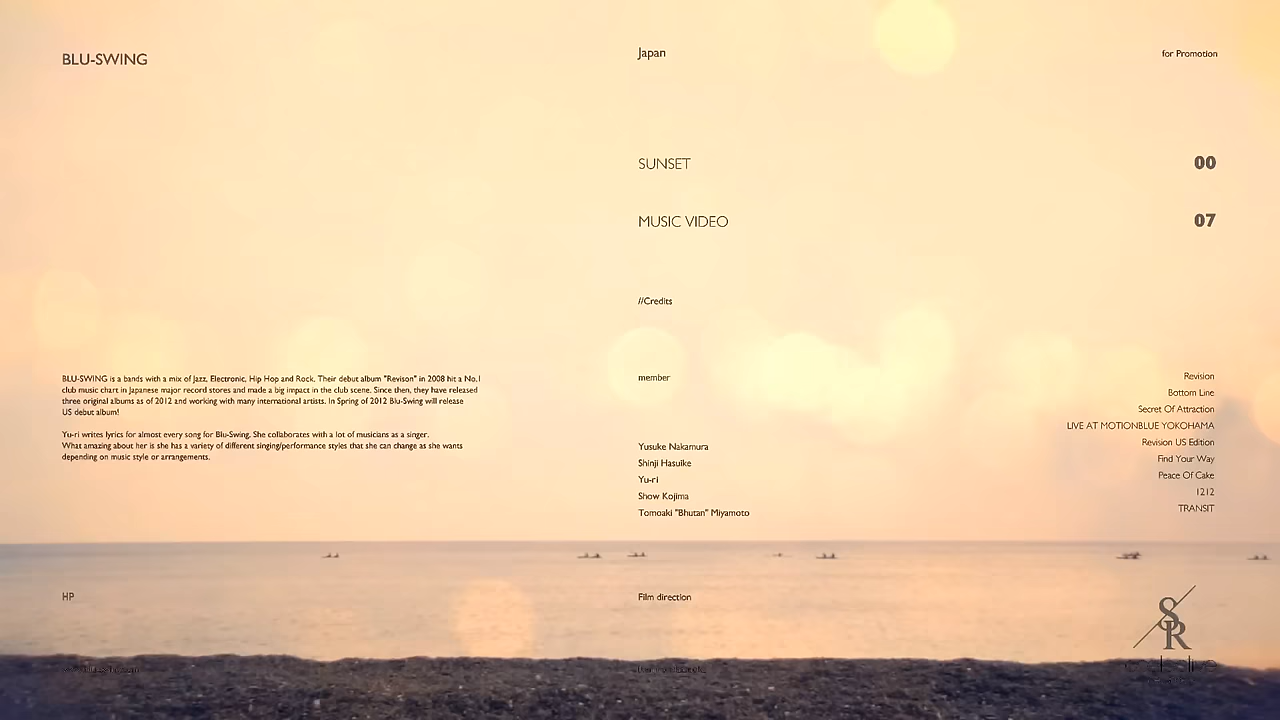 BLU-SWING
Japan
for Promotion
SUNSET
00
MUSIC VIDEO
07
//Credits
BLU-SWING is a bands with a mix of Jazz, Electronic, Hip Hop and Rock. Their debut album "Revison" in 2008 hit a No.1
club music chart in Japanese major record stores and made a big impact in the club scene. Since then, they have released
three original albums as of 2012 and working with many international artists. In Spring of 2012 Blu-Swing will release
US debut album!
Yu-ri writes lyrics for almost every song for Blu-Swing. She collaborates with a lot of musicians as a singer.
What amazing about her is she has a variety of different singing/performance styles that she can change as she wants
depending on music style or arrangements.
member
Yusuke Nakamura
Shinji Hasuike
Yu-ri
Show Kojima
Tomoaki "Bhutan" Miyamoto
Revision
Bottom Line
Secret Of Attraction
LIVE AT MOTIONBLUE YOKOHAMA
Revision US Edition
Find Your Way
Peace Of Cake
1212
TRANSIT
HP
Film direction
SR